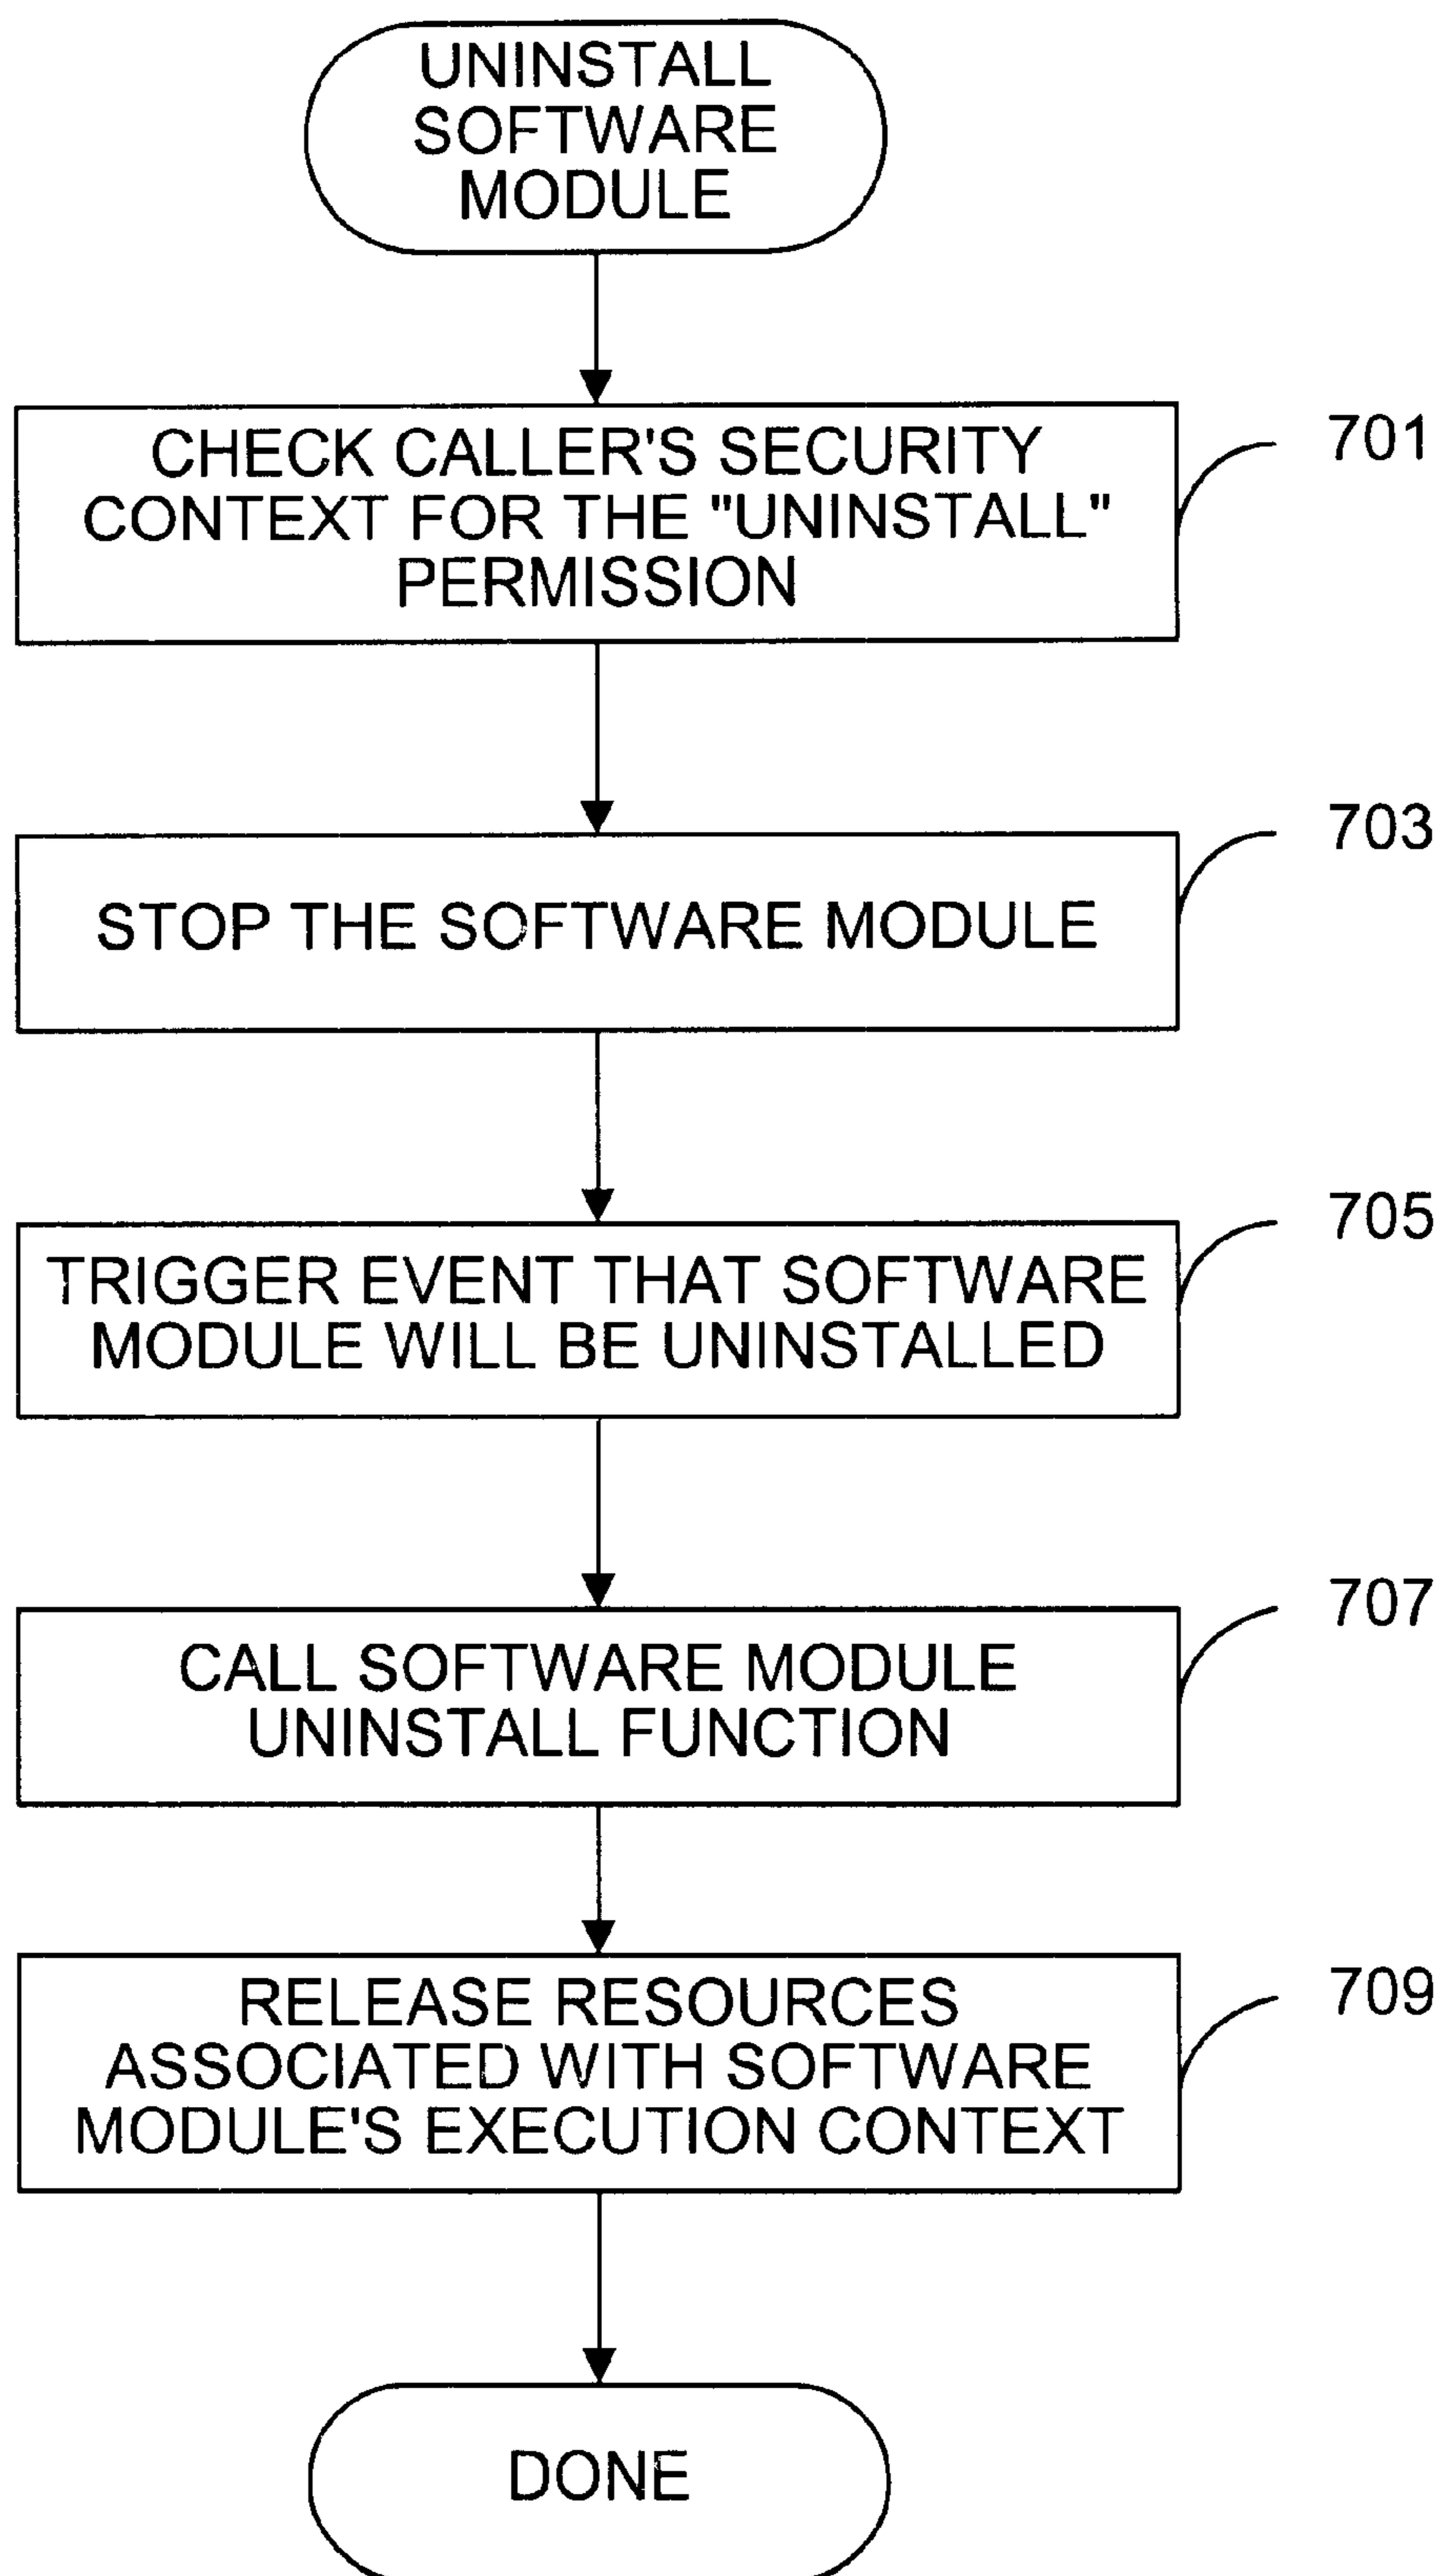 UNINSTALL
SOFTWARE
MODULE
CHECK CALLER'S SECURITY
CONTEXT FOR THE "UNINSTALL"
PERMISSION
701
STOP THE SOFTWARE MODULE
703
TRIGGER EVENT THAT SOFTWARE
MODULE WILL BE UNINSTALLED
705
CALL SOFTWARE MODULE
UNINSTALL FUNCTION
707
RELEASE RESOURCES
ASSOCIATED WITH SOFTWARE
MODULE'S EXECUTION CONTEXT
709
DONE